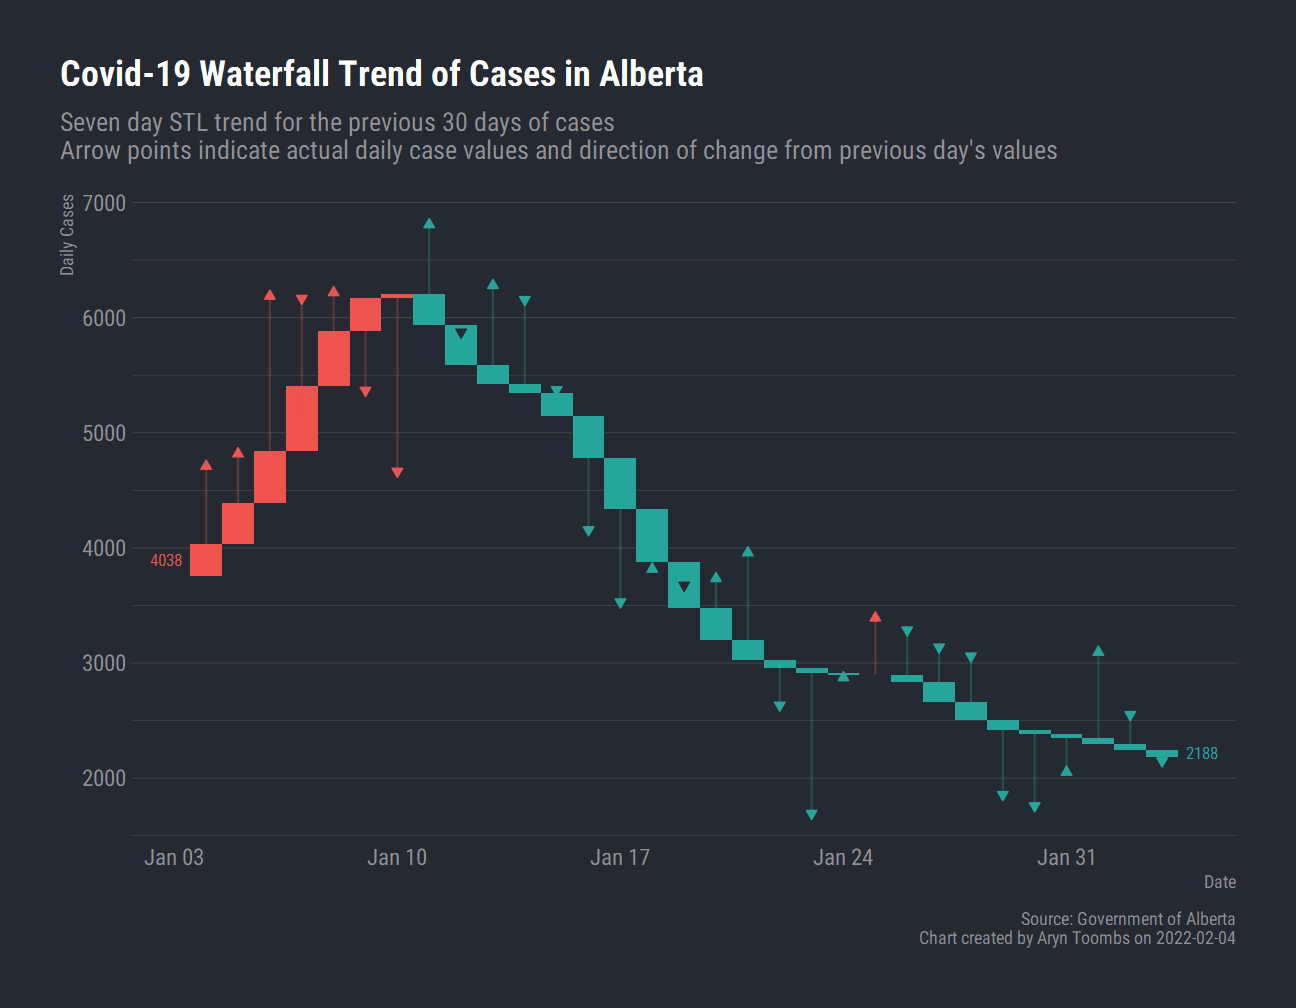 Covid-19 Waterfall Trend of Cases in Alberta
Seven day STL trend for the previous 30 days of cases
Arrow points indicate actual daily case values and direction of change from previous day's values
Daily Cases
7000
6000
5000
4000
3000
2000
4038
2188
Jan 03
Jan 10
Jan 17
Jan 24
Jan 31
Date
Source: Government of Alberta
Chart created by Aryn Toombs on 2022-02-04